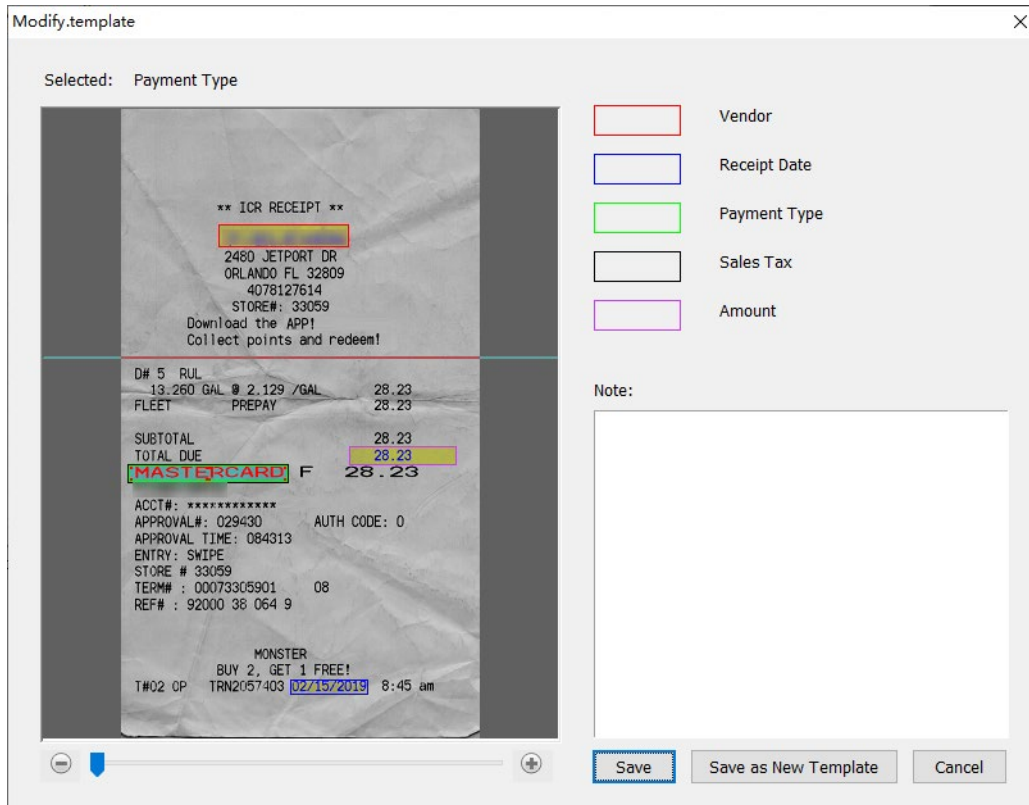 Modify.template
Selected: Payment Type
** ICR RECEIPT **
2480 JETPORT DR
ORLANDO FL 32809
4078127614
STORE#: 33059
Download the APP!
Collect points and redeem!
D# 5 RUL
13.260 GAL @ 2.129 /GAL 28.23
FLEET PREPAY 28.23
SUBTOTAL 28.23
TOTAL DUE 28.23
MASTERCARD F 28.23
ACCT#: ************
APPROVAL#: 029430 AUTH CODE: 0
APPROVAL TIME: 084313
ENTRY: SWIPE
STORE # 33059
TERM# : 00073305901 08
REF# : 92000 38 064 9
MONSTER
BUY 2, GET 1 FREE!
T#02 OP TRN2057403 02/15/2019 8:45 am
Vendor
Receipt Date
Payment Type
Sales Tax
Amount
Note:
Save
Save as New Template
Cancel